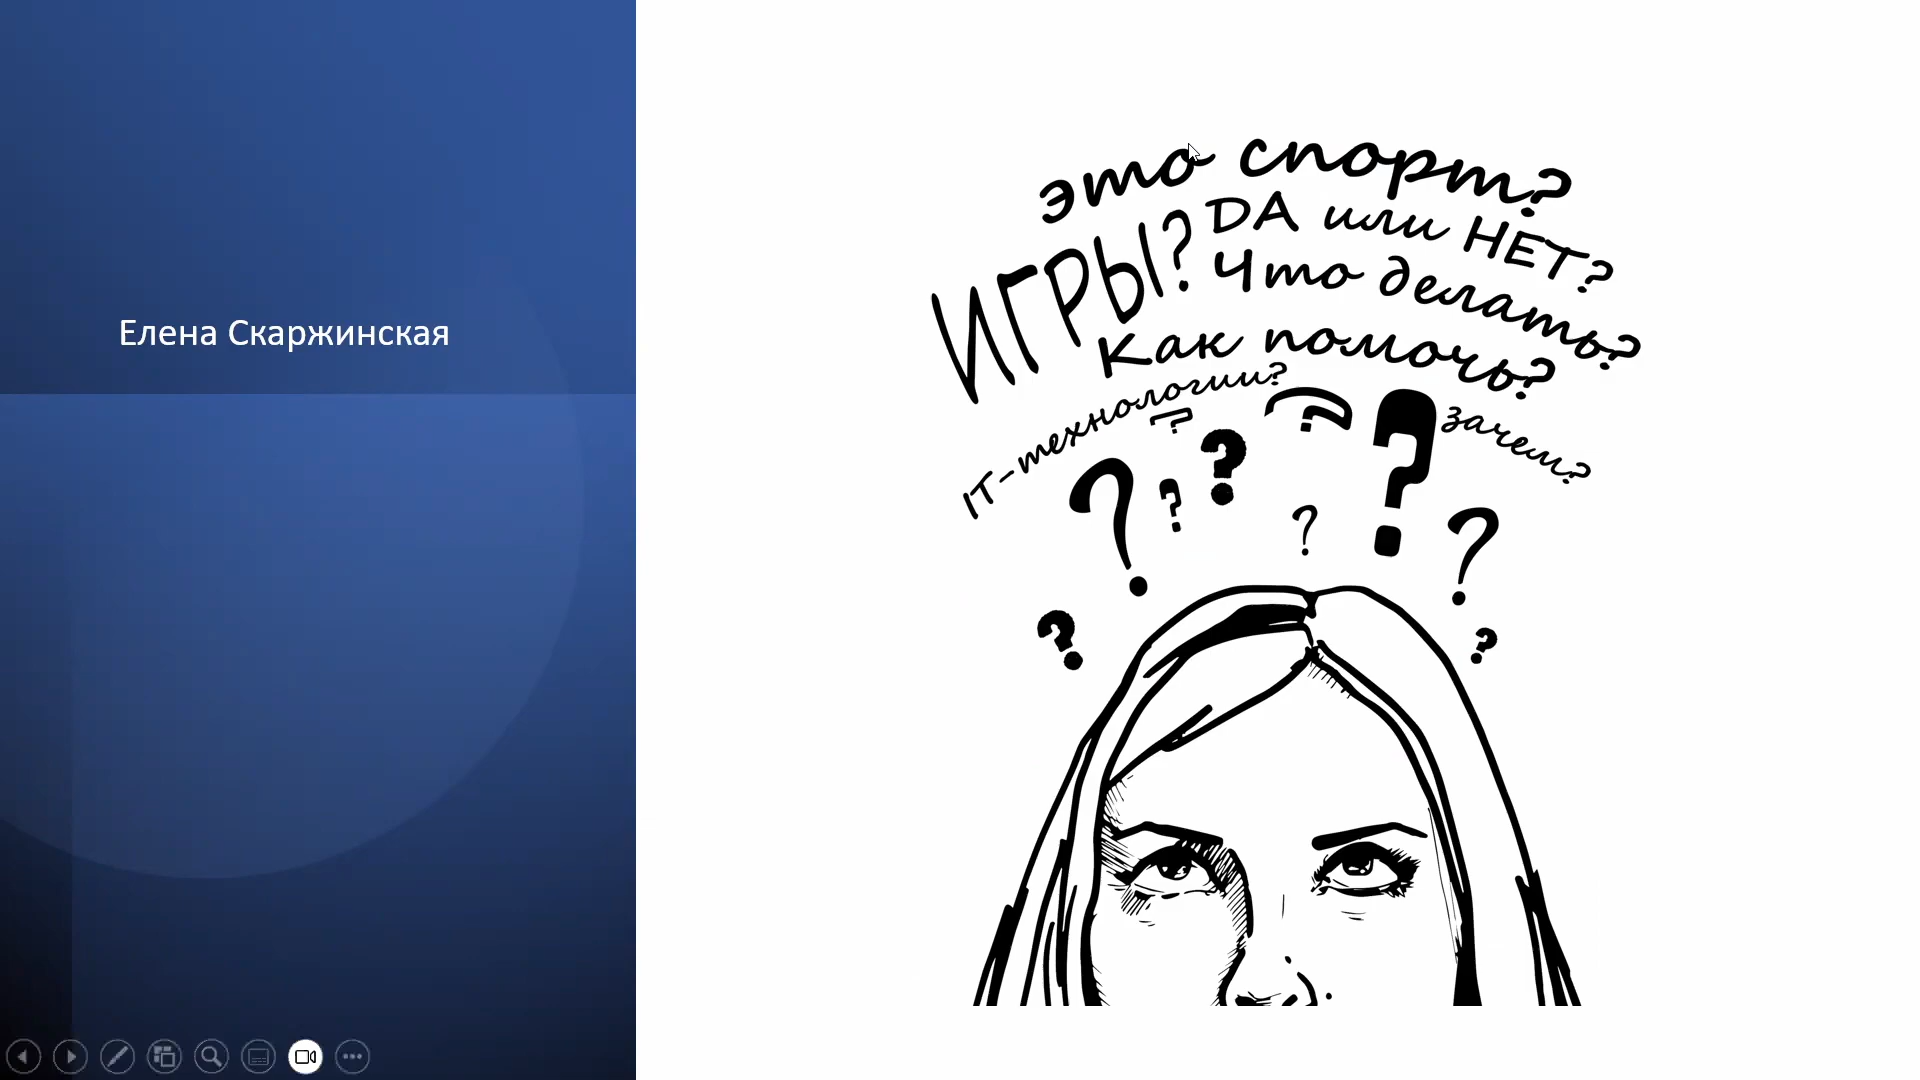 Елена Скаржинская
это спорт?
ИГРЫ?
DA или НЕТ?
Что делать?
Как помочь?
IT-технологии?
зачем?
?
?
?
?
?
?
?
?
?
?